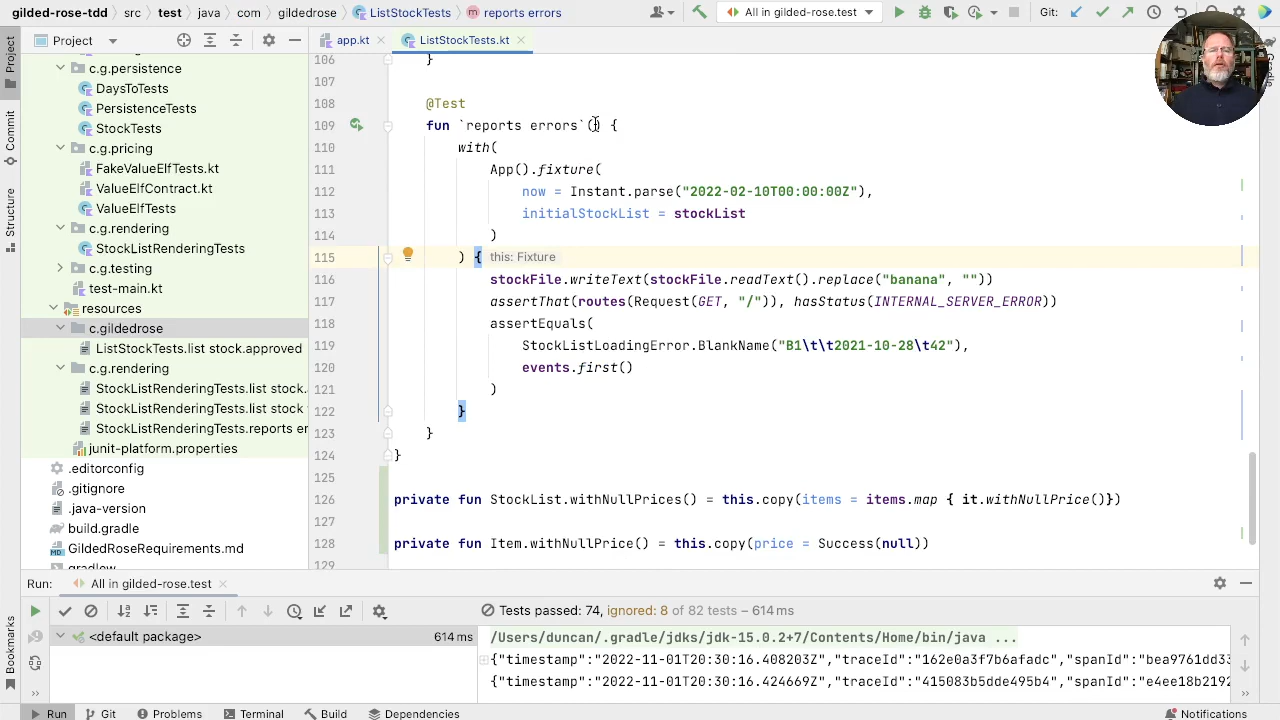 gilded-rose-tdd › src › test › java › com › gildedrose › ListStockTests › reports errors
All in gilded-rose.test
Git:
Project
app.kt
ListStockTests.kt
c.g.persistence
DaysToTests
PersistenceTests
StockTests
c.g.pricing
FakeValueElfTests.kt
ValueElfContract.kt
ValueElfTests
c.g.rendering
StockListRenderingTests
c.g.testing
test-main.kt
resources
c.gildedrose
ListStockTests.list stock.approved
c.g.rendering
StockListRenderingTests.list stock.
StockListRenderingTests.list stock
StockListRenderingTests.reports er
junit-platform.properties
.editorconfig
.gitignore
.java-version
build.gradle
GildedRoseRequirements.md
gradlew
106 }
107
108 @Test
109 fun `reports errors`() {
110 with(
111 App().fixture(
112 now = Instant.parse("2022-02-10T00:00:00Z"),
113 initialStockList = stockList
114 )
115 ) { this: Fixture
116 stockFile.writeText(stockFile.readText().replace("banana", ""))
117 assertThat(routes(Request(GET, "/")), hasStatus(INTERNAL_SERVER_ERROR))
118 assertEquals(
119 StockListLoadingError.BlankName("B1\t\t2021-10-28\t42"),
120 events.first()
121 )
122 }
123 }
124 }
125
126 private fun StockList.withNullPrices() = this.copy(items = items.map { it.withNullPrice()})
127
128 private fun Item.withNullPrice() = this.copy(price = Success(null))
129
Project
Commit
Structure
Bookmarks
Run: All in gilded-rose.test
Tests passed: 74, ignored: 8 of 82 tests – 614 ms
<default package> 614 ms
/Users/duncan/.gradle/jdks/jdk-15.0.2+7/Contents/Home/bin/java ...
{"timestamp":"2022-11-01T20:30:16.408203Z","traceId":"162e0a3f7b6afadc","spanId":"bea9761dd33
{"timestamp":"2022-11-01T20:30:16.424669Z","traceId":"415083b5dde495b4","spanId":"e4ee18b2192
Run
Git
Problems
Terminal
Build
Dependencies
Notifications